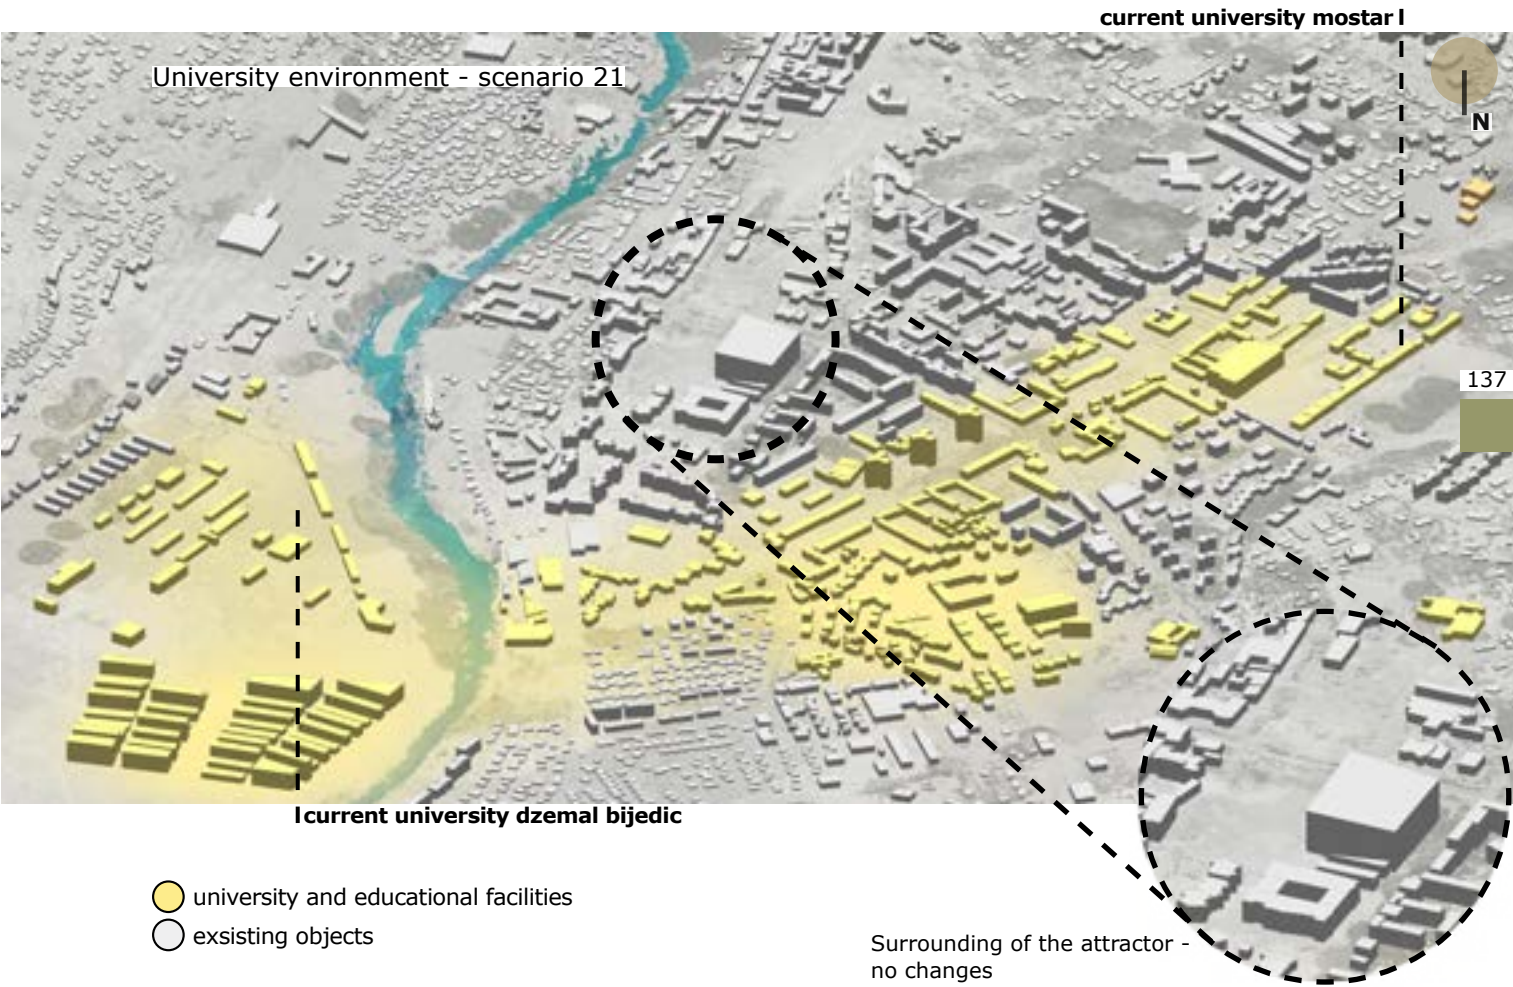 current university mostar
University environment - scenario 21
N
137
current university dzemal bijedic
university and educational facilities
exsisting objects
Surrounding of the attractor -
no changes